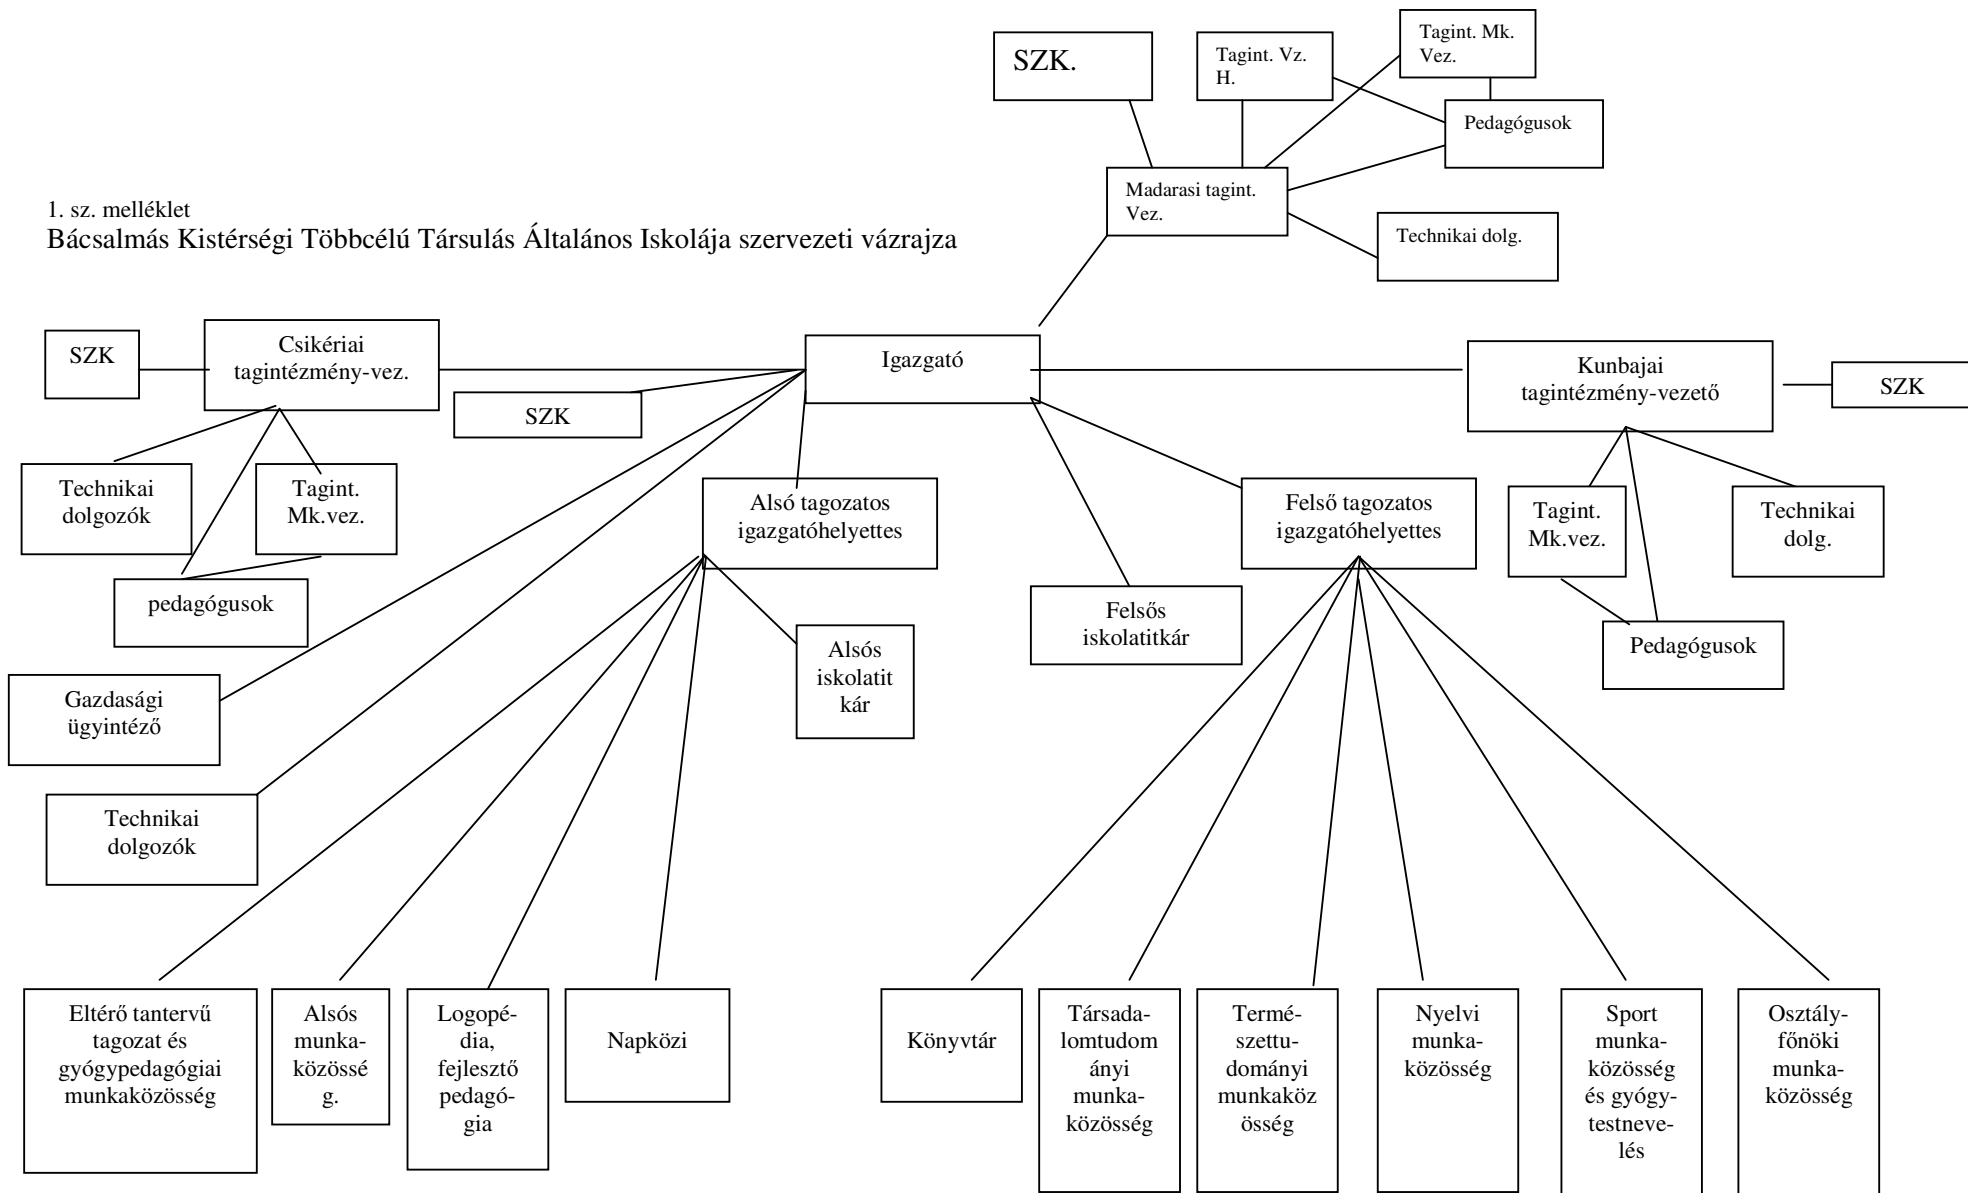 SZK.
Tagint. Vz.
H.
Tagint. Mk.
Vez.
Pedagógusok
Madarasi tagint.
Vez.
Technikai dolg.
1. sz. melléklet
Bácsalmás Kistérségi Többcélú Társulás Általános Iskolája szervezeti vázrajza
SZK
Csikériai
tagintézmény-vez.
SZK
Igazgató
Kunbajai
tagintézmény-vezető
SZK
Technikai
dolgozók
Tagint.
Mk.vez.
pedagógusok
Alsó tagozatos
igazgatóhelyettes
Felső tagozatos
igazgatóhelyettes
Tagint.
Mk.vez.
Technikai
dolg.
Pedagógusok
Felsős
iskolatitkár
Alsós
iskolatit
kár
Gazdasági
ügyintéző
Technikai
dolgozók
Eltérő tantervű
tagozat és
gyógypedagógiai
munkaközösség
Alsós
munka-
közössé
g.
Logopé-
dia,
fejlesztő
pedagó-
gia
Napközi
Könyvtár
Társada-
lomtudom
ányi
munka-
közösség
Termé-
szettu-
dományi
munkaköz
össég
Nyelvi
munka-
közösség
Sport
munka-
közösség
és gyógy-
testneve-
lés
Osztály-
főnöki
munka-
közösség